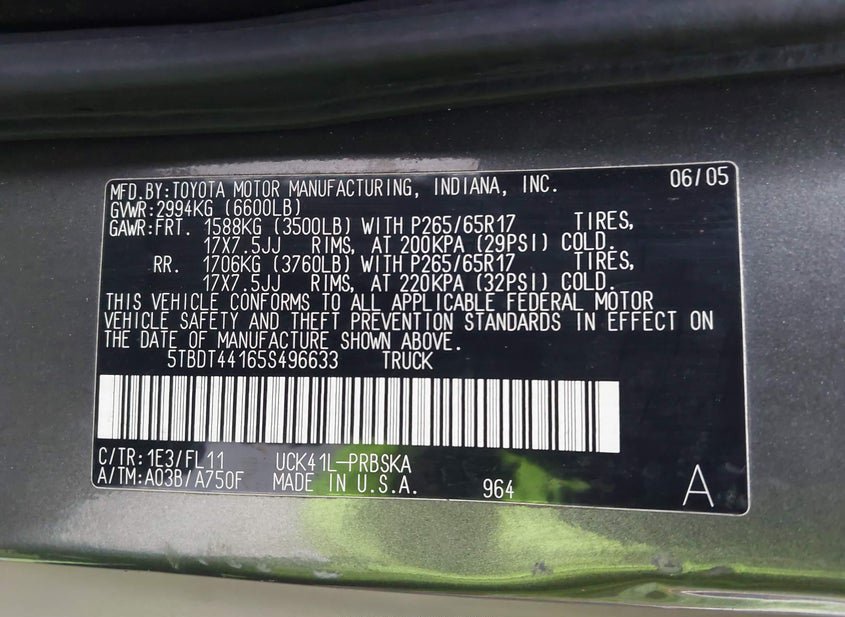 MFD.BY:TOYOTA MOTOR MANUFACTURING, INDIANA, INC. 06/05
GVWR:2994KG (6600LB)
GAWR:FRT. 1588KG (3500LB) WITH P265/65R17 TIRES,
17X7.5JJ RIMS, AT 200KPA (29PSI) COLD.
RR. 1706KG (3760LB) WITH P265/65R17 TIRES,
17X7.5JJ RIMS, AT 220KPA (32PSI) COLD.
THIS VEHICLE CONFORMS TO ALL APPLICABLE FEDERAL MOTOR
VEHICLE SAFETY AND THEFT PREVENTION STANDARDS IN EFFECT ON
THE DATE OF MANUFACTURE SHOWN ABOVE.
5TBDT44165S496633 TRUCK
C/TR:1E3/FL11 UCK41L-PRBSKA
A/TM:A03B/A750F MADE IN U.S.A. 964 A